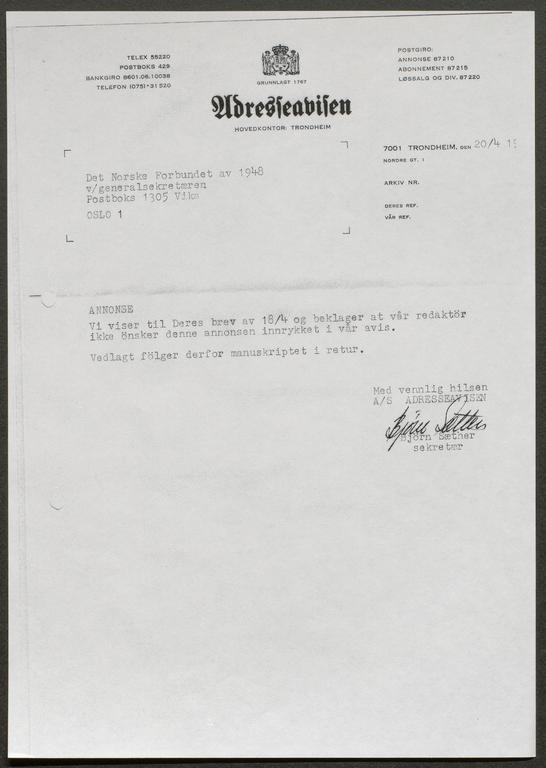 TELEX 55220
POSTBOKS 429
BANKGIRO 8601.06.10038
TELEFON (075)*31520
GRUNNLAGT 1767
Adresseavisen
HOVEDKONTOR: TRONDHEIM
POSTGIRO:
ANNONSE 87210
ABONNEMENT 87215
LØSSALG OG DIV. 87220
7001 TRONDHEIM, DEN 20/4 19
NORDRE GT. 1
ARKIV NR.
DERES REF.
VÅR REF.
Det Norske Forbundet av 1948
v/generalsekretæren
Postboks 1305 Vika
OSLO 1
ANNONSE
Vi viser til Deres brev av 18/4 og beklager at vår redaktör
ikke önsker denne annonsen innrykket i vår avis.
Vedlagt fölger derfor manuskriptet i retur.
Med vennlig hilsen
A/S ADRESSEAVISEN
Bjørn Sæther
Björn Sæther
sekretær